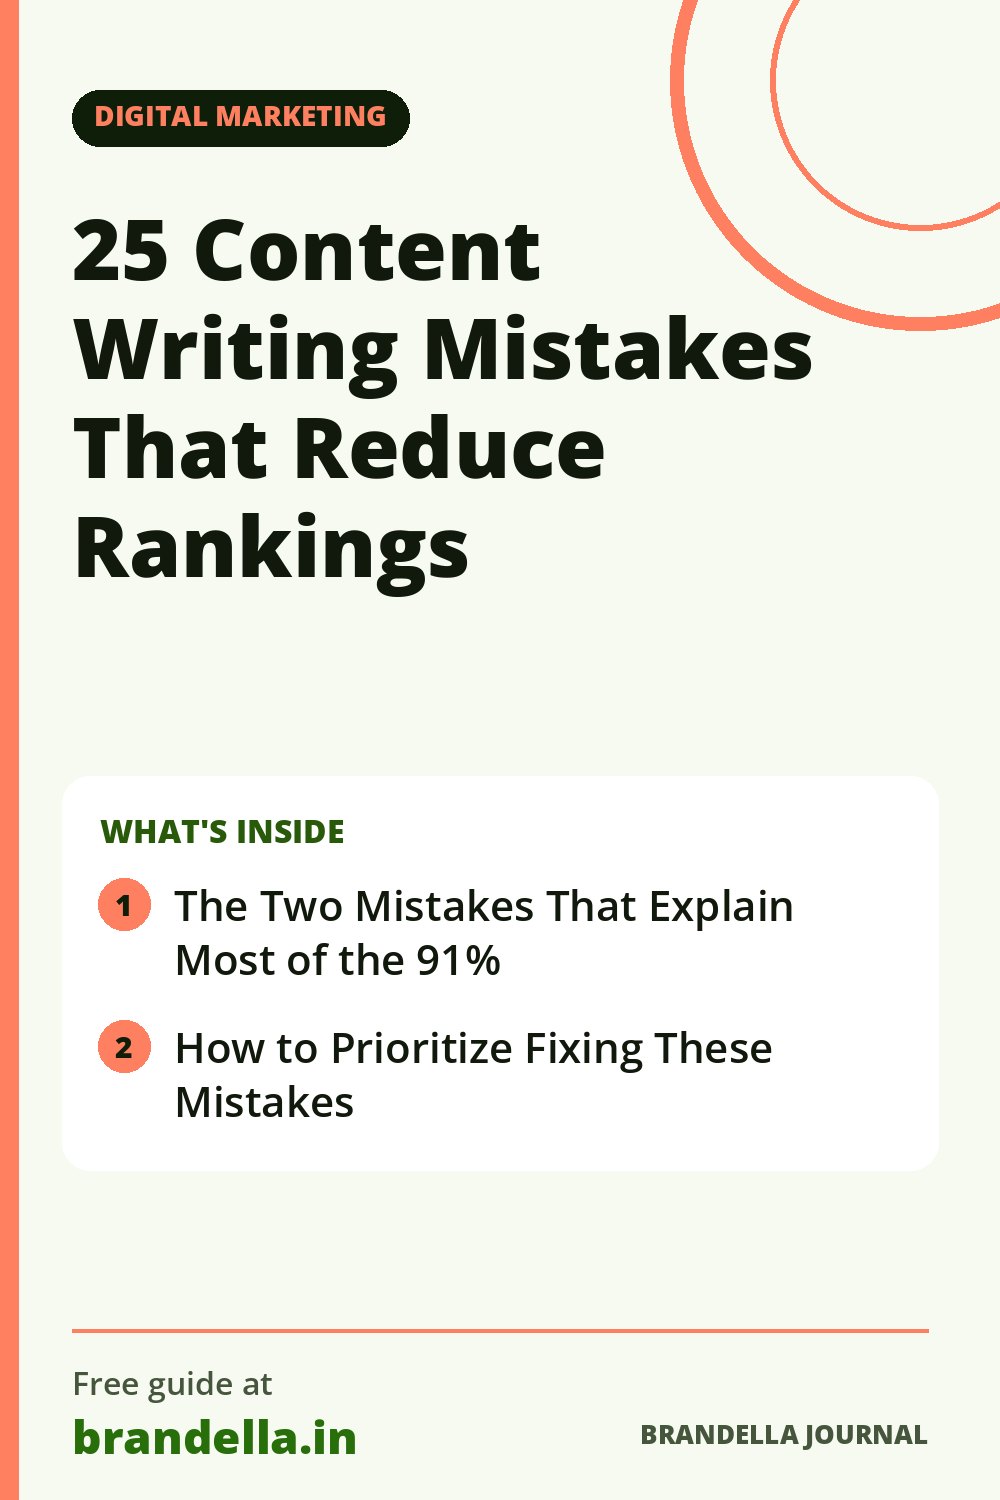 DIGITAL MARKETING
25 Content
Writing Mistakes
That Reduce
Rankings
WHAT'S INSIDE
1 The Two Mistakes That Explain
Most of the 91%
2 How to Prioritize Fixing These
Mistakes
Free guide at
brandella.in
BRANDELLA JOURNAL